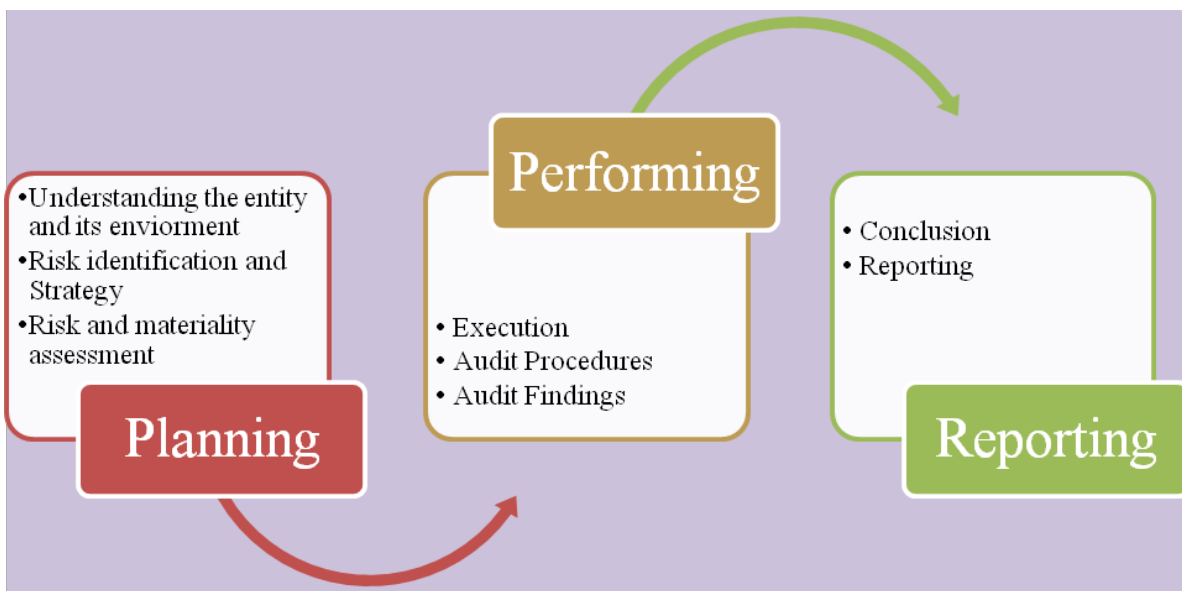 •Understanding the entity
and its enviorment
•Risk identification and
Strategy
•Risk and materiality
assessment
Planning
Performing
• Execution
• Audit Procedures
• Audit Findings
• Conclusion
• Reporting
Reporting